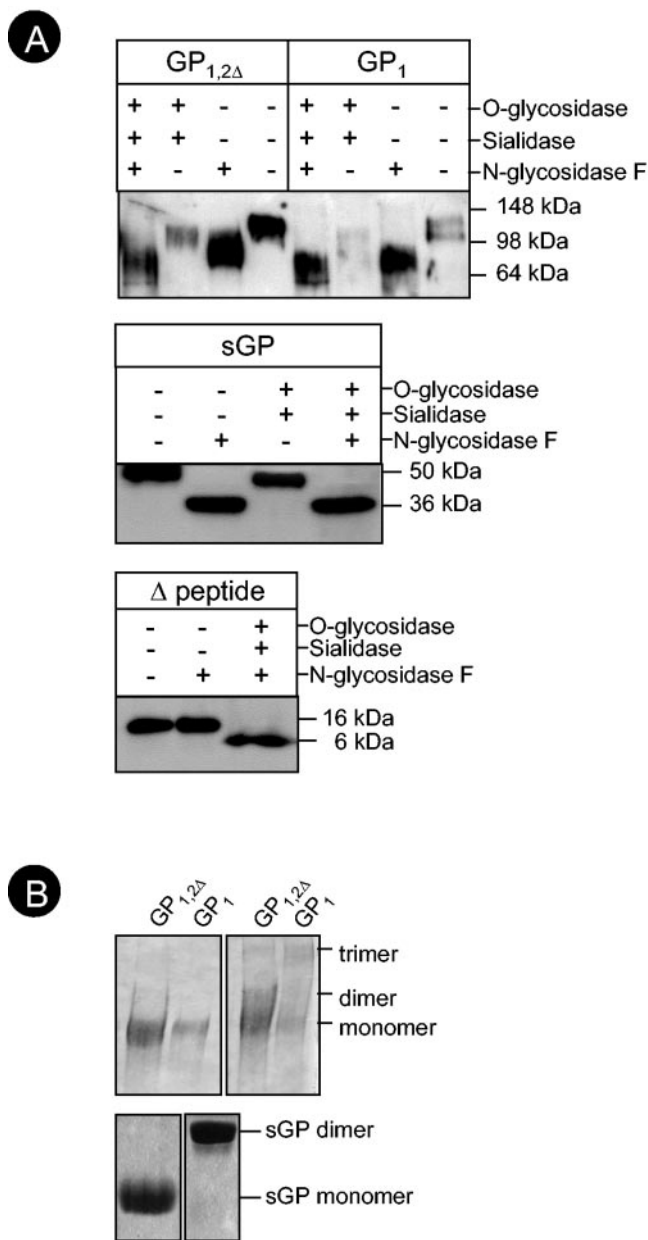 A
GP1,2Δ GP1
+ + - - + + - - O-glycosidase
+ + - - + + - - Sialidase
+ - + - + - + - N-glycosidase F
148 kDa
98 kDa
64 kDa
sGP
- - + + O-glycosidase
- - + + Sialidase
- + - + N-glycosidase F
50 kDa
36 kDa
Δ peptide
- - + O-glycosidase
- - + Sialidase
- + + N-glycosidase F
16 kDa
6 kDa
B
GP1,2Δ GP1 GP1,2Δ GP1
trimer
dimer
monomer
sGP dimer
sGP monomer